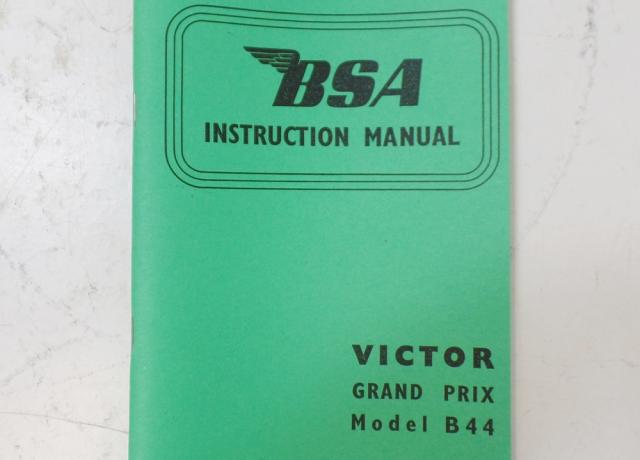 BSA
INSTRUCTION MANUAL
VICTOR
GRAND PRIX
Model B44